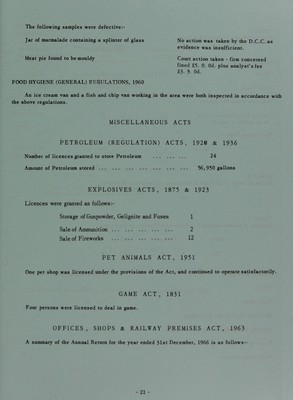 The following samples were defective:-
Jar of marmalade containing a splinter of glass No action was taken by the D.C.C. as
evidence was insufficient.
Meat pie found to be mouldy Court action taken - firm concerned
fined £5. 0. 0d. plus analyst's fee
£3. 3. 0d.
FOOD HYGIENE (GENERAL) REGULATIONS, 1960
An ice cream van and a fish and chip van working in the area were both inspected in accordance with
the above regulations.
MISCELLANEOUS ACTS
PETROLEUM (REGULATION) ACTS, 1928 & 1936
Number of licences granted to store Petroleum ... ... ... 24
Amount of Petroleum stored ... ... ... ... ... ... ... ... 56,950 gallons
EXPLOSIVES ACTS, 1875 & 1923
Licences were granted as follows:-
Storage of Gunpowder, Gelignite and Fuses 1
Sale of Ammunition ... ... ... ... ... 2
Sale of Fireworks ... ... ... ... ... 12
PET ANIMALS ACT, 1951
One pet shop was licensed under the provisions of the Act, and continued to operate satisfactorily.
GAME ACT, 1831
Four persons were licensed to deal in game.
OFFICES, SHOPS & RAILWAY PREMISES ACT, 1963
A summary of the Annual Return for the year ended 31st December, 1966 is as follows:-
- 21 -